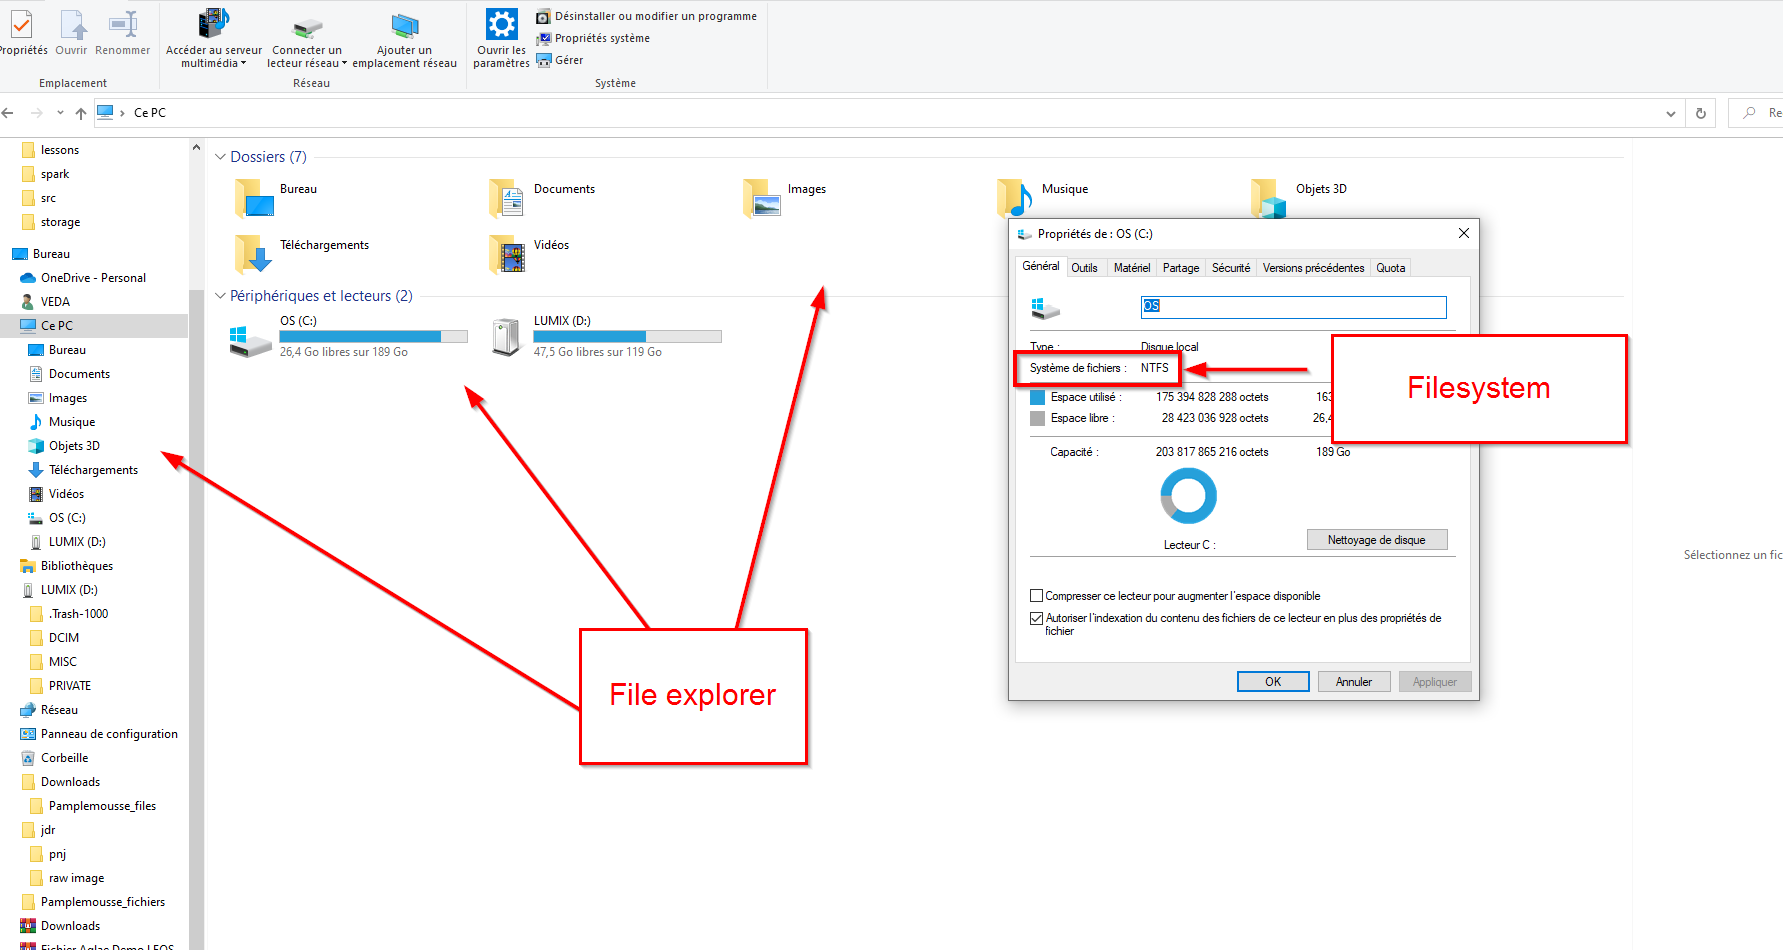 Propriétés
Ouvrir
Renommer
Emplacement
Accéder au serveur
multimédia
Connecter un
lecteur réseau
Ajouter un
emplacement réseau
Réseau
Ouvrir les
paramètres
Désinstaller ou modifier un programme
Propriétés système
Gérer
Système
Ce PC
Re
lessons
spark
src
storage
Bureau
OneDrive - Personal
VEDA
Ce PC
Bureau
Documents
Images
Musique
Objets 3D
Téléchargements
Vidéos
OS (C:)
LUMIX (D:)
Bibliothèques
LUMIX (D:)
.Trash-1000
DCIM
MISC
PRIVATE
Réseau
Panneau de configuration
Corbeille
Downloads
Pamplemousse_files
jdr
pnj
raw image
Pamplemousse_fichiers
Downloads
Fichier Aglae Demo LEOS
Dossiers (7)
Bureau
Documents
Images
Musique
Objets 3D
Téléchargements
Vidéos
Périphériques et lecteurs (2)
OS (C:)
26,4 Go libres sur 189 Go
LUMIX (D:)
47,5 Go libres sur 119 Go
File explorer
Propriétés de : OS (C:)
Général
Outils
Matériel
Partage
Sécurité
Versions précédentes
Quota
OS
Type : Disque local
Système de fichiers : NTFS
Filesystem
Espace utilisé : 175 394 828 288 octets 163
Espace libre : 28 423 036 928 octets 26,4
Capacité : 203 817 865 216 octets 189 Go
Lecteur C :
Nettoyage de disque
Compresser ce lecteur pour augmenter l'espace disponible
Autoriser l'indexation du contenu des fichiers de ce lecteur en plus des propriétés de
fichier
OK
Annuler
Appliquer
Sélectionnez un fic